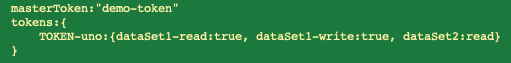 masterToken:"demo-token"
tokens:{
TOKEN-uno:{dataSet1-read:true, dataSet1-write:true, dataSet2:read}
}